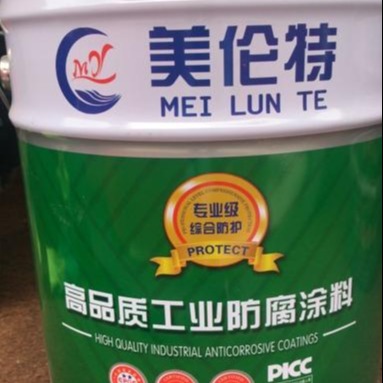 MY
美伦特
MEI LUN TE
专业级
综合防护
PROTECT
高品质工业防腐涂料
HIGH QUALITY INDUSTRIAL ANTICORROSIVE COATINGS
PICC